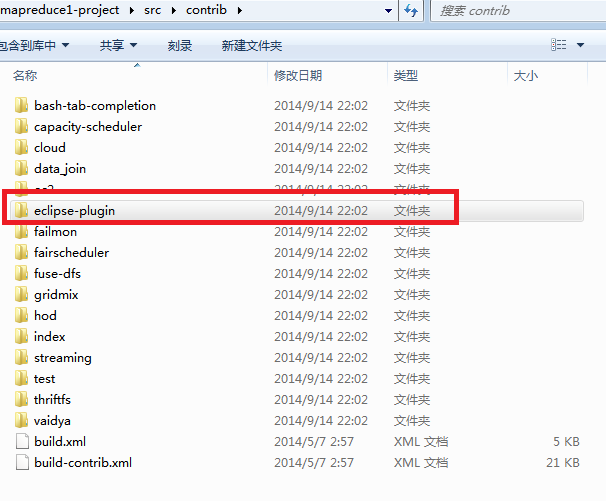 mapreduce1-project ▸ src ▸ contrib ▸ 搜索 contrib
包含到库中 ▼ 共享 ▼ 刻录 新建文件夹
名称 修改日期 类型 大小
bash-tab-completion 2014/9/14 22:02 文件夹
capacity-scheduler 2014/9/14 22:02 文件夹
cloud 2014/9/14 22:02 文件夹
data_join 2014/9/14 22:02 文件夹
ec2 2014/9/14 22:02 文件夹
eclipse-plugin 2014/9/14 22:02 文件夹
failmon 2014/9/14 22:02 文件夹
fairscheduler 2014/9/14 22:02 文件夹
fuse-dfs 2014/9/14 22:02 文件夹
gridmix 2014/9/14 22:02 文件夹
hod 2014/9/14 22:02 文件夹
index 2014/9/14 22:02 文件夹
streaming 2014/9/14 22:02 文件夹
test 2014/9/14 22:02 文件夹
thriftfs 2014/9/14 22:02 文件夹
vaidya 2014/9/14 22:02 文件夹
build.xml 2014/5/7 2:57 XML 文档 5 KB
build-contrib.xml 2014/5/7 2:57 XML 文档 21 KB